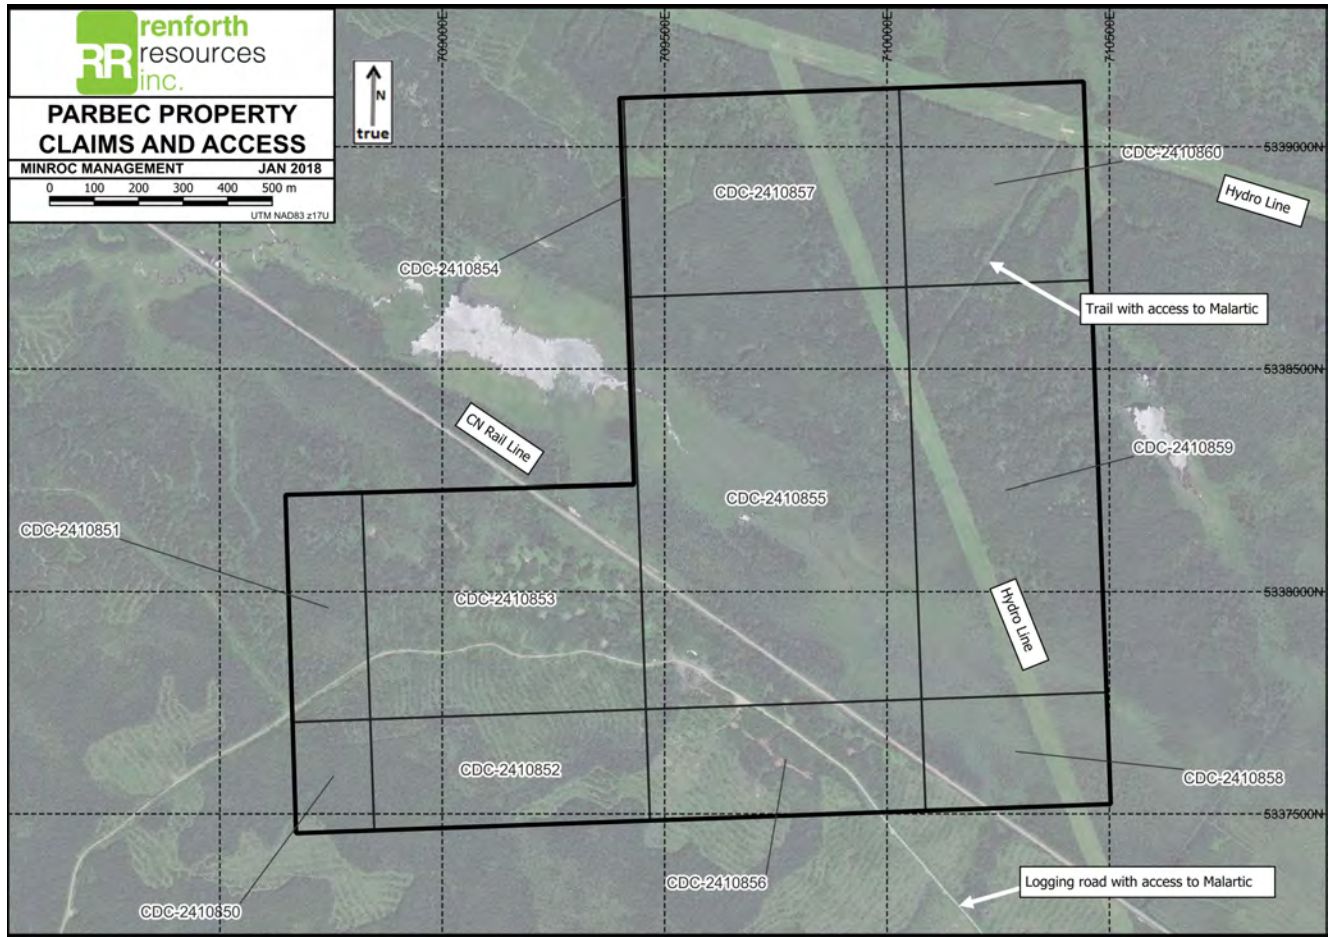 renforth
resources
inc.
RR
PARBEC PROPERTY
CLAIMS AND ACCESS
MINROC MANAGEMENT JAN 2018
0 100 200 300 400 500 m
UTM NAD83 z17U
N
true
709000E
709500E
710000E
710500E
5339000N
CDC-2410860
CDC-2410857
Hydro Line
CDC-2410854
Trail with access to Malartic
5338500N
CN Rail Line
CDC-2410859
CDC-2410855
CDC-2410851
5338000N
CDC-2410853
Hydro Line
CDC-2410852
CDC-2410858
5337500N
CDC-2410856
Logging road with access to Malartic
CDC-2410850